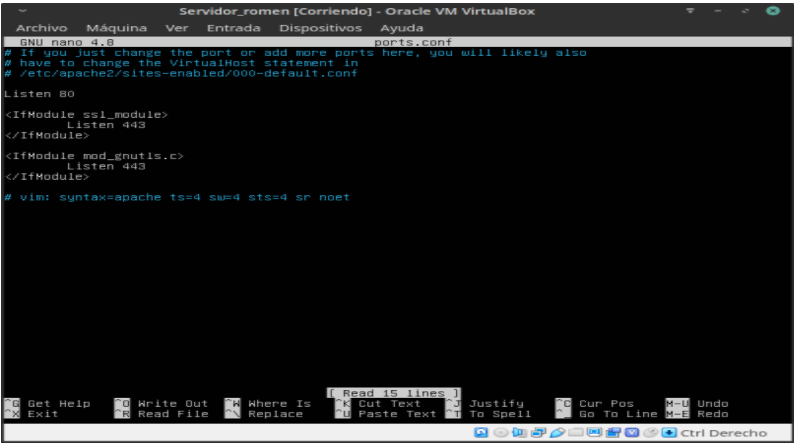 Servidor_romen [Corriendo] - Oracle VM VirtualBox
Archivo Máquina Ver Entrada Dispositivos Ayuda
GNU nano 4.8 ports.conf
# If you just change the port or add more ports here, you will likely also
# have to change the VirtualHost statement in
# /etc/apache2/sites-enabled/000-default.conf
Listen 80
<IfModule ssl_module>
Listen 443
</IfModule>
<IfModule mod_gnutls.c>
Listen 443
</IfModule>
# vim: syntax=apache ts=4 sw=4 sts=4 sr noet
[ Read 15 lines ]
^G Get Help ^O Write Out ^W Where Is ^K Cut Text ^J Justify ^C Cur Pos M-U Undo
^X Exit ^R Read File ^\ Replace ^U Paste Text ^T To Spell ^_ Go To Line M-E Redo
Ctrl Derecho